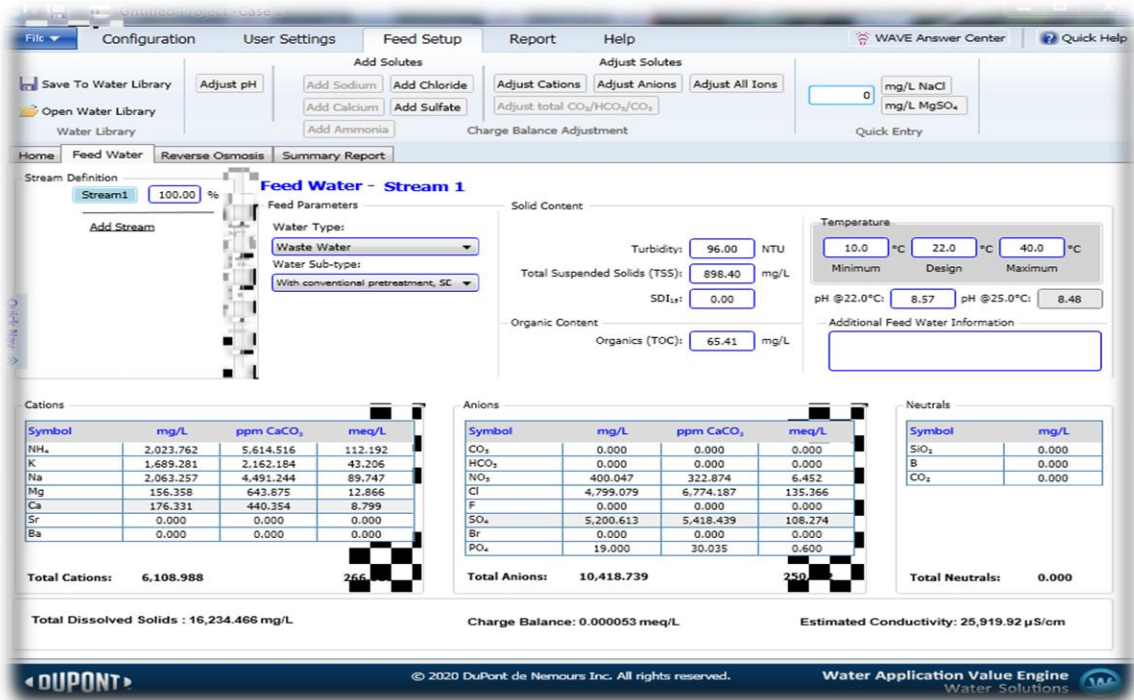 Untitled Project -Case
File Configuration User Settings Feed Setup Report Help WAVE Answer Center Quick Help
Add Solutes Adjust Solutes
Save To Water Library Adjust pH Add Sodium Add Chloride Adjust Cations Adjust Anions Adjust All Ions 0 mg/L NaCl
Open Water Library Add Calcium Add Sulfate Adjust total CO₂/HCO₃/CO₃ mg/L MgSO₄
Water Library Add Ammonia Charge Balance Adjustment Quick Entry
Home Feed Water Reverse Osmosis Summary Report
Stream Definition
Stream1 100.00 %
Add Stream
Quick Nav
Feed Water - Stream 1
Feed Parameters
Water Type:
Waste Water
Water Sub-type:
With conventional pretreatment, SD
Solid Content
Turbidity: 96.00 NTU
Total Suspended Solids (TSS): 898.40 mg/L
SDI₁₅: 0.00
Organic Content
Organics (TOC): 65.41 mg/L
Temperature
10.0 °C 22.0 °C 40.0 °C
Minimum Design Maximum
pH @22.0°C: 8.57 pH @25.0°C: 8.48
Additional Feed Water Information
Cations
Symbol mg/L ppm CaCO₃ meq/L
NH₄ 2,023.762 5,614.516 112.192
K 1,689.281 2,162.184 43.206
Na 2,063.257 4,491.244 89.747
Mg 156.358 643.875 12.866
Ca 176.331 440.354 8.799
Sr 0.000 0.000 0.000
Ba 0.000 0.000 0.000
Total Cations: 6,108.988
Anions
Symbol mg/L ppm CaCO₃ meq/L
CO₃ 0.000 0.000 0.000
HCO₃ 0.000 0.000 0.000
NO₃ 400.047 322.874 6.452
Cl 4,799.079 6,774.187 135.366
F 0.000 0.000 0.000
SO₄ 5,200.613 5,418.439 108.274
Br 0.000 0.000 0.000
PO₄ 19.000 30.035 0.600
Total Anions: 10,418.739
Neutrals
Symbol mg/L
SiO₂ 0.000
B 0.000
CO₂ 0.000
Total Neutrals: 0.000
Total Dissolved Solids : 16,234.466 mg/L Charge Balance: 0.000053 meq/L Estimated Conductivity: 25,919.92 µS/cm
DUPONT © 2020 DuPont de Nemours Inc. All rights reserved. Water Application Value Engine
Water Solutions